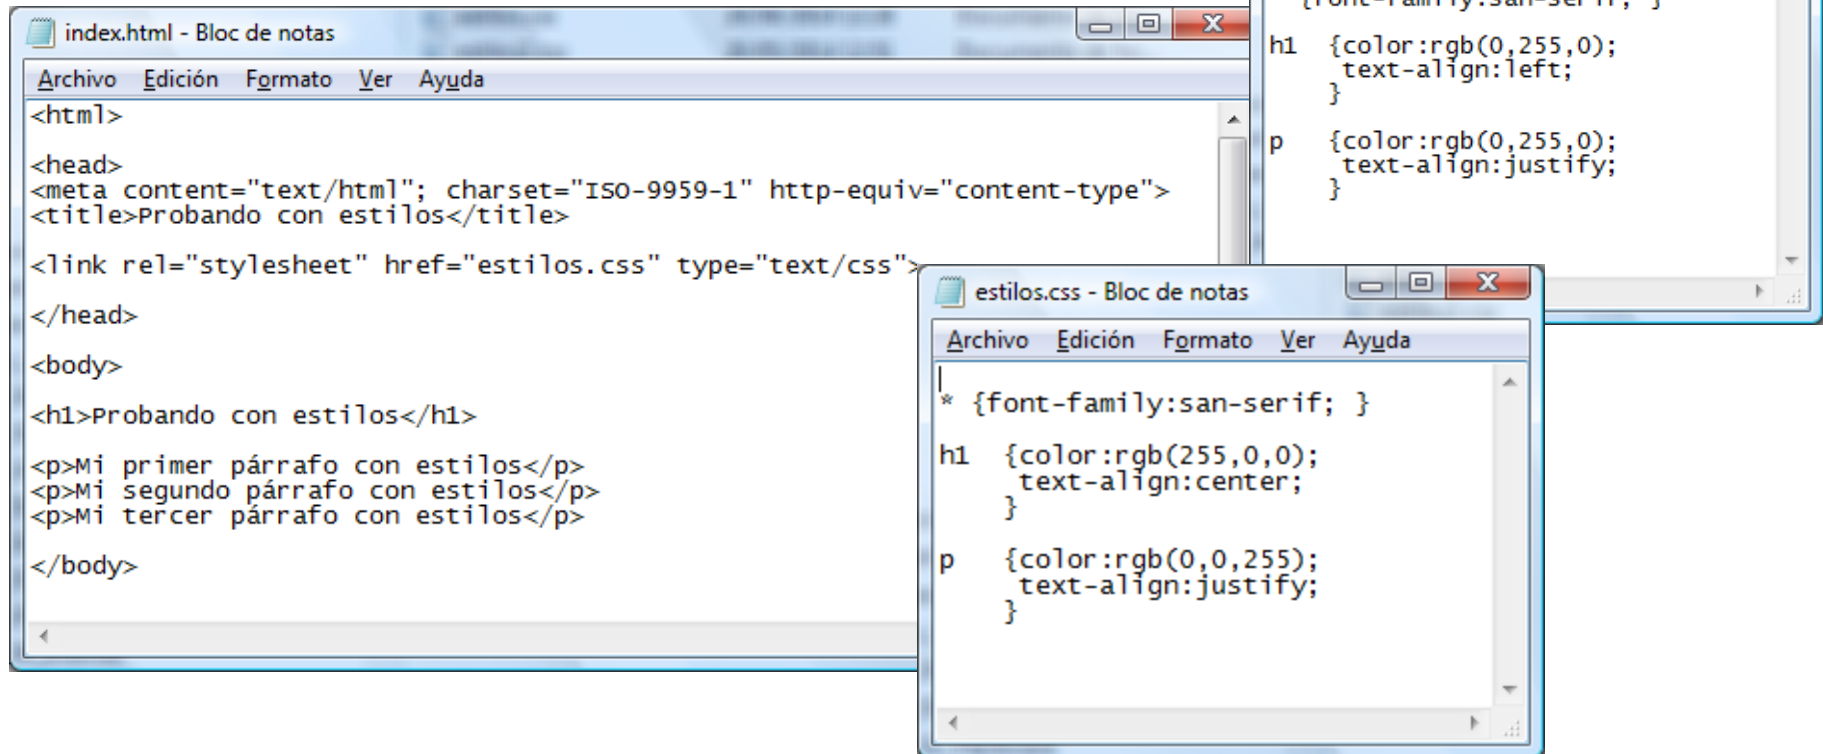 index.html - Bloc de notas
Archivo Edición Formato Ver Ayuda
<html>
<head>
<meta content="text/html"; charset="ISO-9959-1" http-equiv="content-type">
<title>Probando con estilos</title>
<link rel="stylesheet" href="estilos.css" type="text/css">
</head>
<body>
<h1>Probando con estilos</h1>
<p>Mi primer párrafo con estilos</p>
<p>Mi segundo párrafo con estilos</p>
<p>Mi tercer párrafo con estilos</p>
</body>
{font-family:san-serif; }
h1 {color:rgb(0,255,0);
text-align:left;
}
p {color:rgb(0,255,0);
text-align:justify;
}
estilos.css - Bloc de notas
Archivo Edición Formato Ver Ayuda
* {font-family:san-serif; }
h1 {color:rgb(255,0,0);
text-align:center;
}
p {color:rgb(0,0,255);
text-align:justify;
}